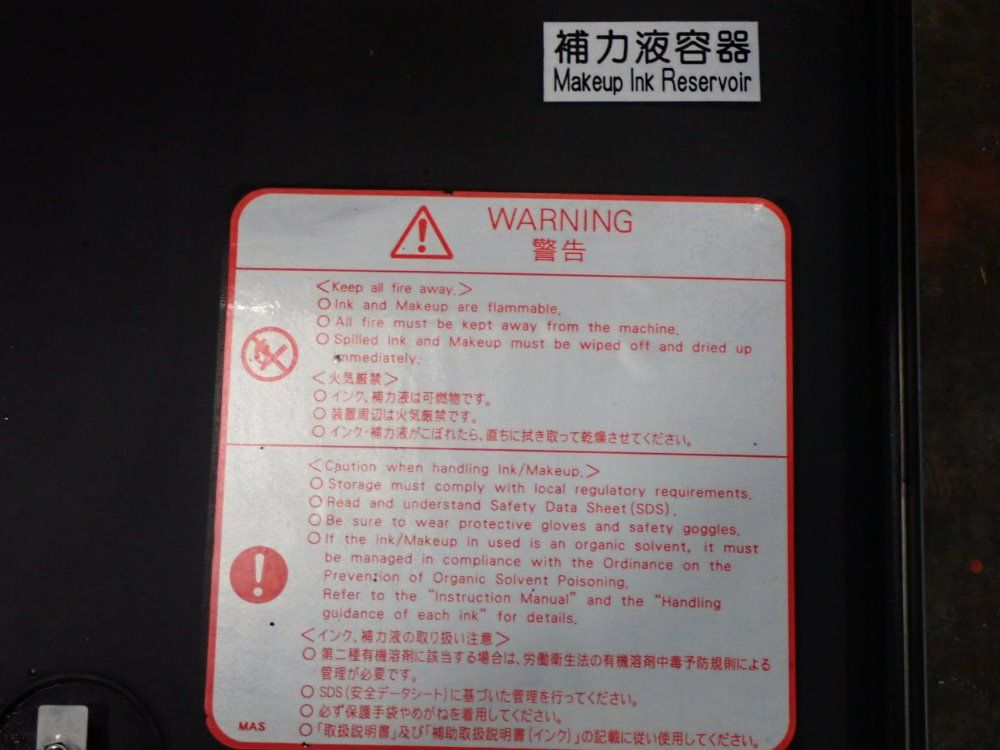 補力液容器
Makeup Ink Reservoir
WARNING
警告
<Keep all fire away.>
○ Ink and Makeup are flammable.
○ All fire must be kept away from the machine.
○ Spilled Ink and Makeup must be wiped off and dried up
immediately.
<火気厳禁>
○ インク、補力液は可燃物です。
○ 装置周辺は火気厳禁です。
○ インク・補力液がこぼれたら、直ちに拭き取って乾燥させてください。
<Caution when handling Ink/Makeup.>
○ Storage must comply with local regulatory requirements.
○ Read and understand Safety Data Sheet(SDS).
○ Be sure to wear protective gloves and safety goggles.
○ If the Ink/Makeup in used is an organic solvent, it must
be managed in compliance with the Ordinance on the
Prevention of Organic Solvent Poisoning.
Refer to the "Instruction Manual" and the "Handling
guidance of each ink" for details.
<インク、補力液の取り扱い注意>
○ 第二種有機溶剤に該当する場合は、労働衛生法の有機溶剤中毒予防規則による
管理が必要です。
○ SDS(安全データシート)に基づいた管理を行ってください。
○ 必ず保護手袋やめがねを着用してください。
○「取扱説明書」及び「補助取扱説明書(インク)」の記載に従い使用してください。
MAS